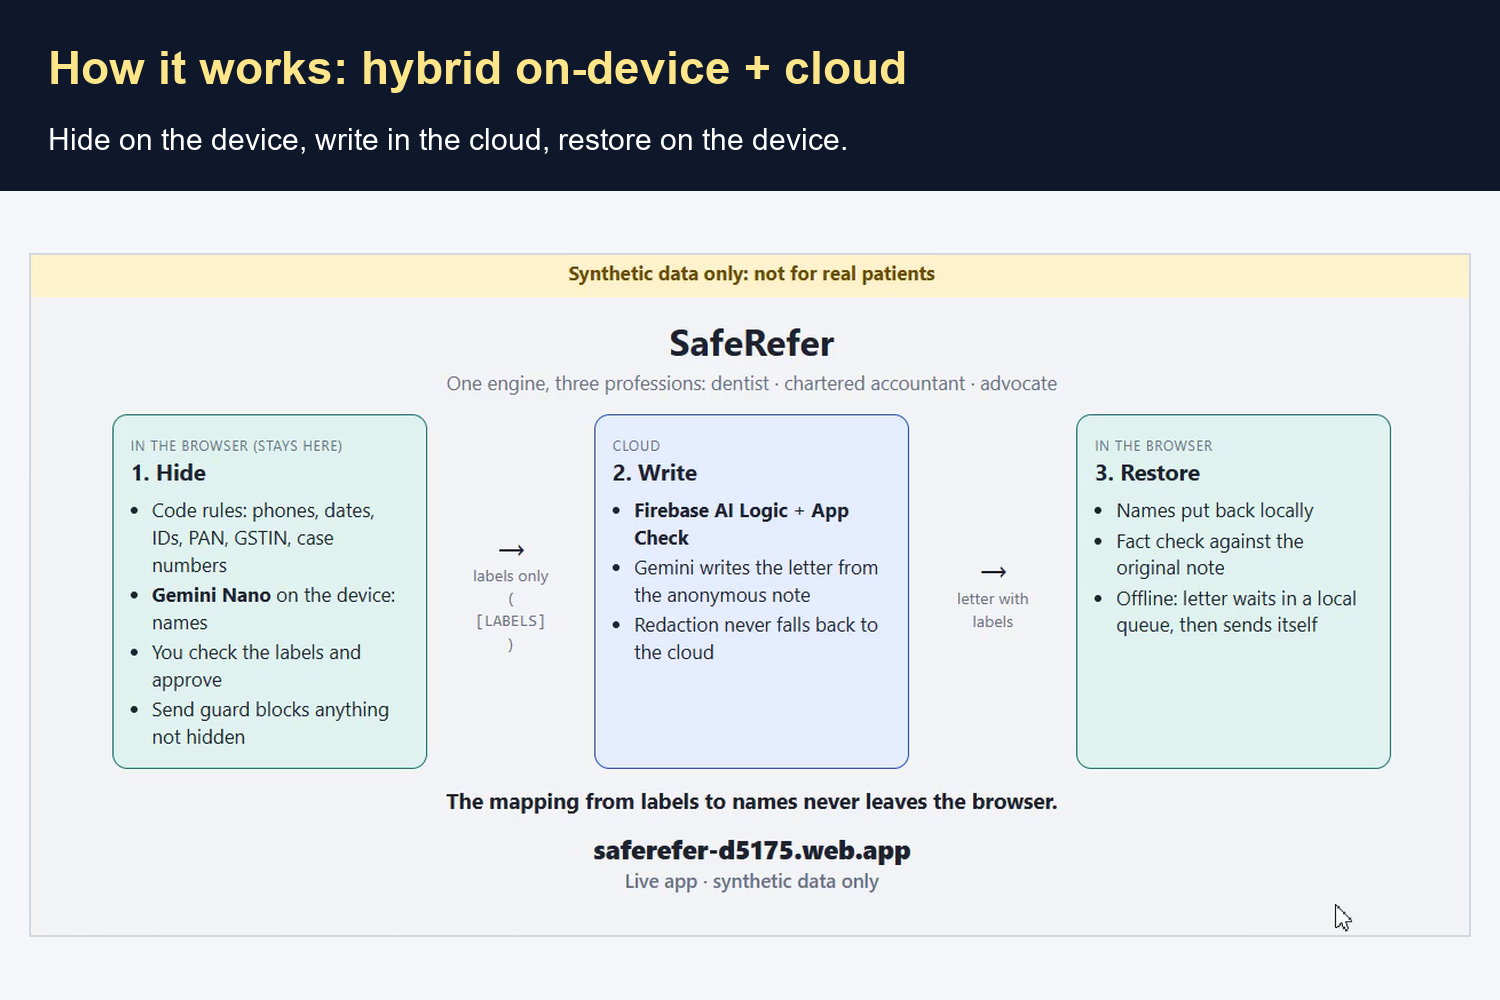 How it works: hybrid on-device + cloud
Hide on the device, write in the cloud, restore on the device.
Synthetic data only: not for real patients
SafeRefer
One engine, three professions: dentist · chartered accountant · advocate
IN THE BROWSER (STAYS HERE)
1. Hide
• Code rules: phones, dates,
IDs, PAN, GSTIN, case
numbers
• Gemini Nano on the device:
names
• You check the labels and
approve
• Send guard blocks anything
not hidden
→
labels only
(
[LABELS]
)
CLOUD
2. Write
• Firebase AI Logic + App
Check
• Gemini writes the letter from
the anonymous note
• Redaction never falls back to
the cloud
→
letter with
labels
IN THE BROWSER
3. Restore
• Names put back locally
• Fact check against the
original note
• Offline: letter waits in a local
queue, then sends itself
The mapping from labels to names never leaves the browser.
saferefer-d5175.web.app
Live app · synthetic data only